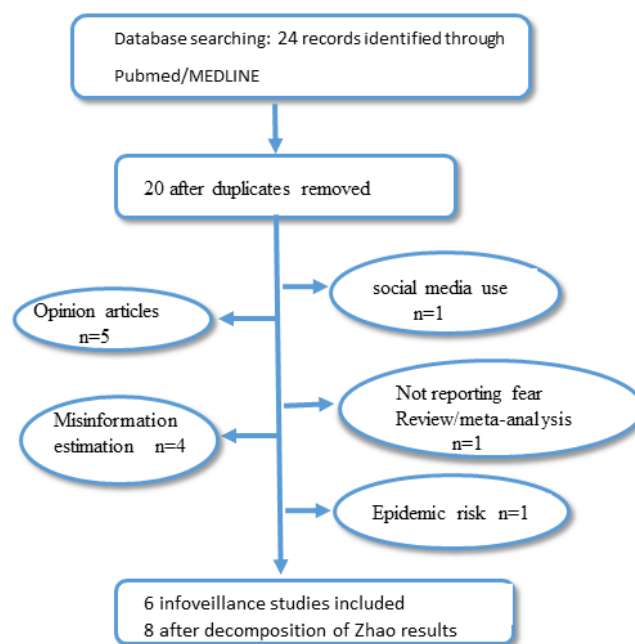 Database searching: 24 records identified through
Pubmed/MEDLINE
20 after duplicates removed
social media use
n=1
Opinion articles
n=5
Not reporting fear
Review/meta-analysis
n=1
Misinformation
estimation n=4
Epidemic risk n=1
6 infoveillance studies included
8 after decomposition of Zhao results